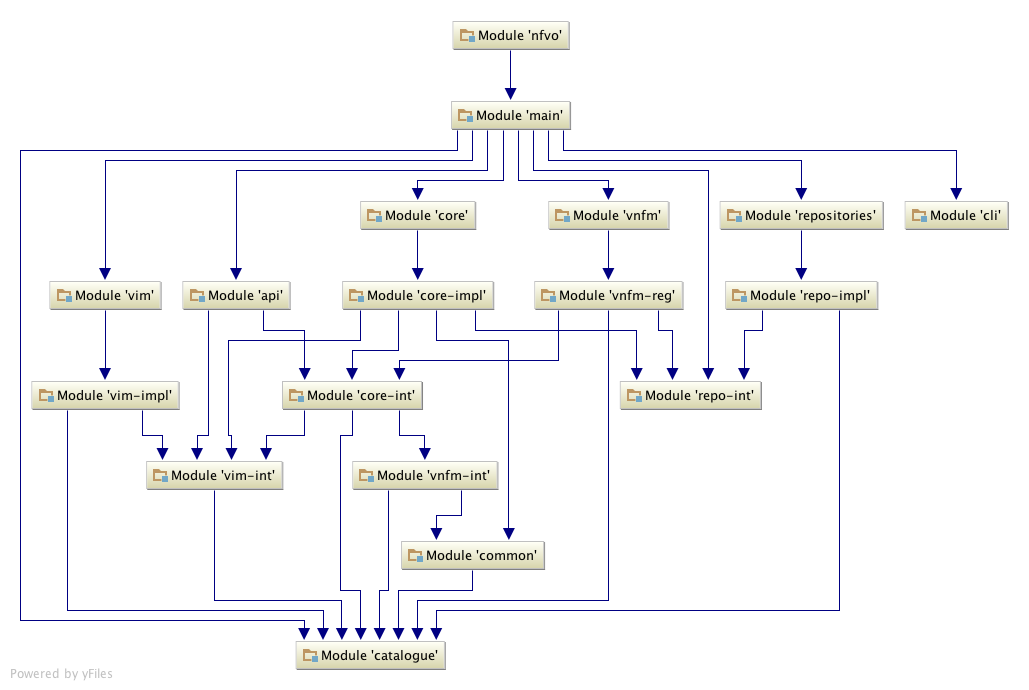 Module 'nfvo'
Module 'main'
Module 'core'
Module 'vnfm'
Module 'repositories'
Module 'cli'
Module 'vim'
Module 'api'
Module 'core-impl'
Module 'vnfm-reg'
Module 'repo-impl'
Module 'vim-impl'
Module 'core-int'
Module 'repo-int'
Module 'vim-int'
Module 'vnfm-int'
Module 'common'
Module 'catalogue'
Powered by yFiles